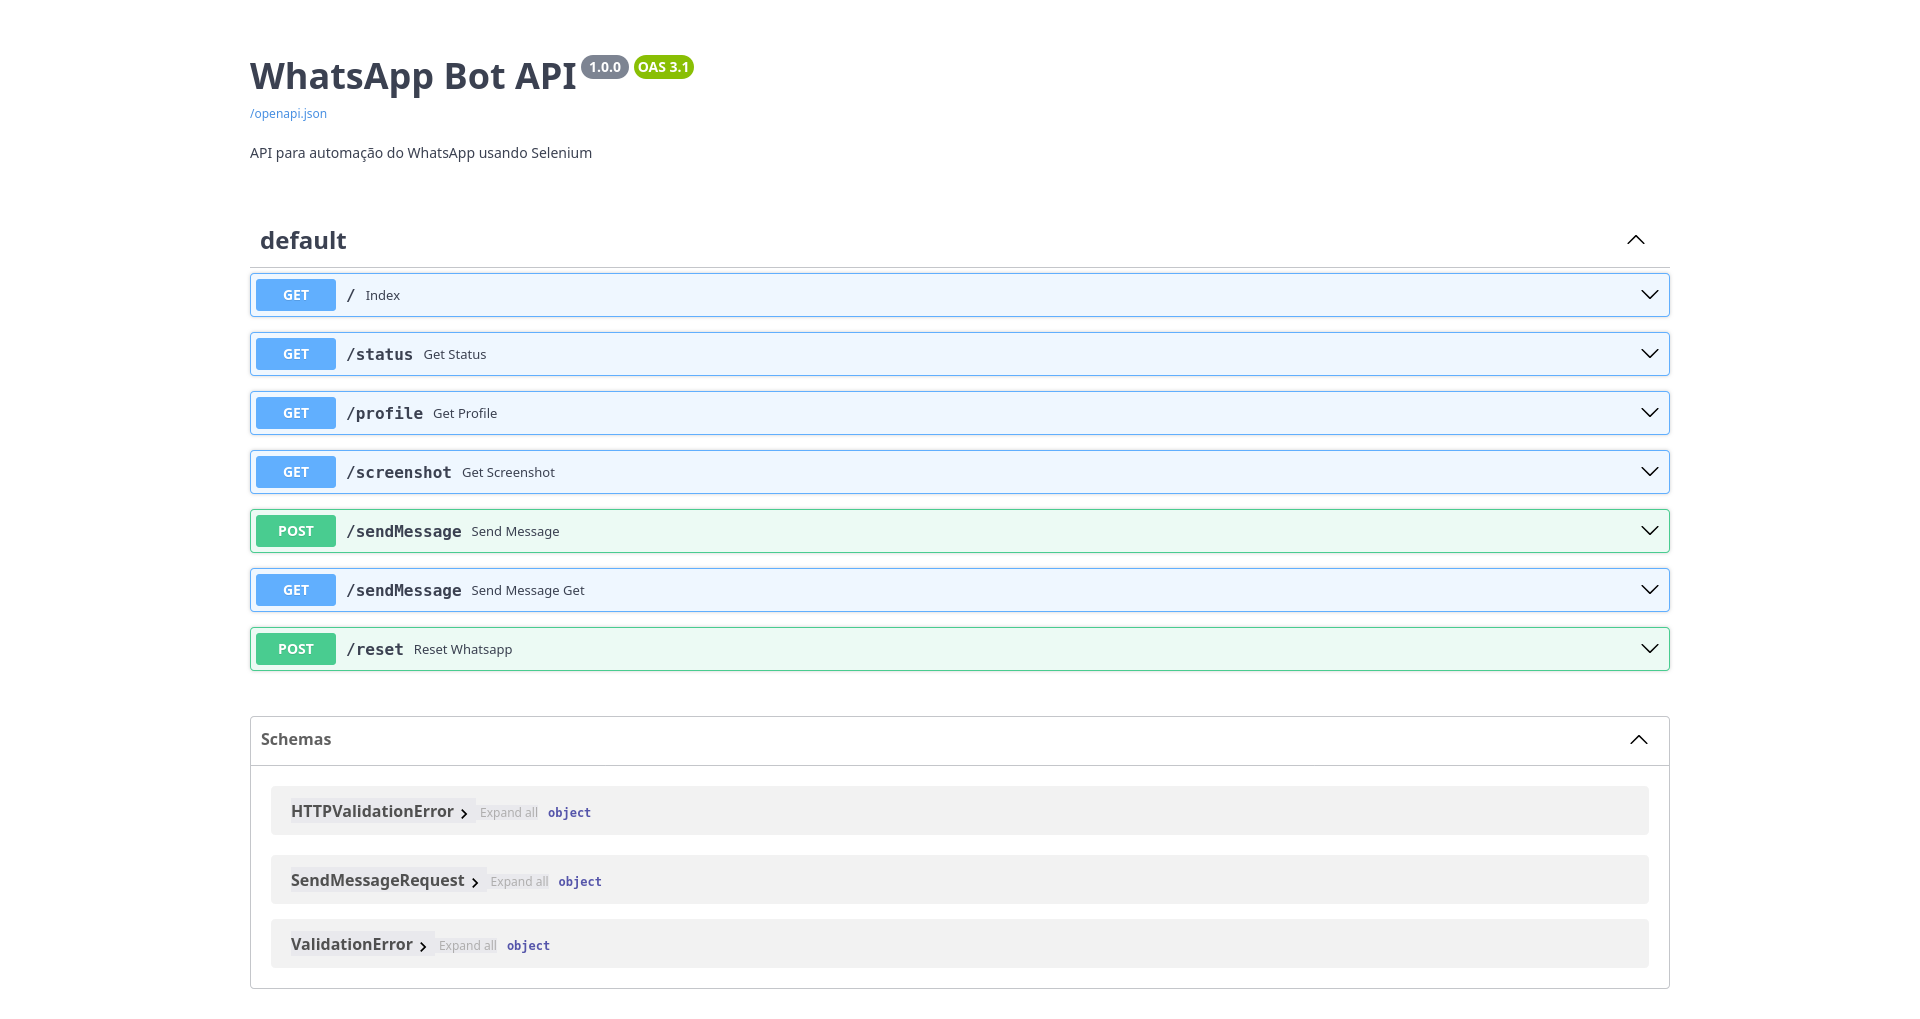 WhatsApp Bot API 1.0.0 OAS 3.1
/openapi.json
API para automação do WhatsApp usando Selenium
default
GET / Index
GET /status Get Status
GET /profile Get Profile
GET /screenshot Get Screenshot
POST /sendMessage Send Message
GET /sendMessage Send Message Get
POST /reset Reset Whatsapp
Schemas
HTTPValidationError Expand all object
SendMessageRequest Expand all object
ValidationError Expand all object